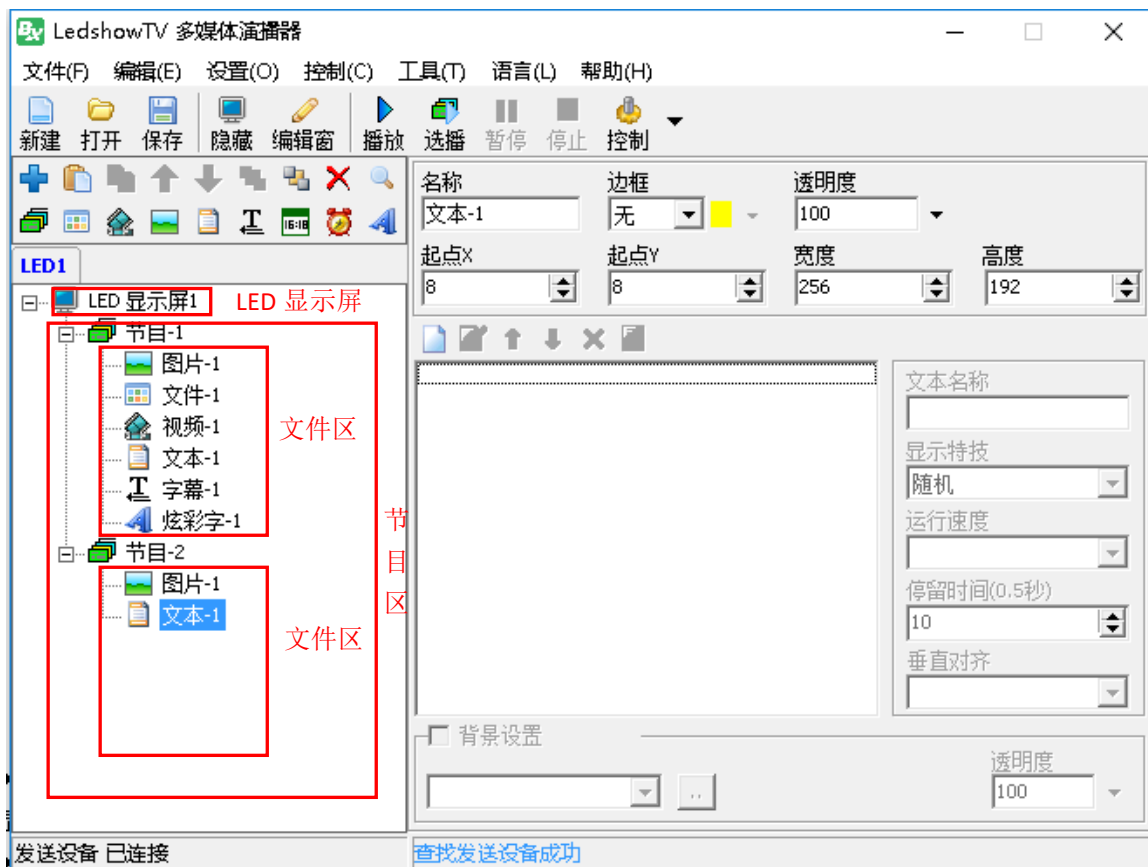 LedshowTV 多媒体演播器
文件(F) 编辑(E) 设置(O) 控制(C) 工具(T) 语言(L) 帮助(H)
新建 打开 保存 隐藏 编辑窗 播放 选播 暂停 停止 控制
16:18
LED1
LED 显示屏1 LED 显示屏
节目-1
图片-1
文件-1
视频-1
文本-1
字幕-1
炫彩字-1
文件区
节目-2
图片-1
文本-1
文件区
节
目
区
名称 边框 透明度
文本-1 无 100
起点X 起点Y 宽度 高度
8 8 256 192
文本名称
显示特技
随机
运行速度
停留时间(0.5秒)
10
垂直对齐
背景设置
透明度
..
100
发送设备 已连接
查找发送设备成功